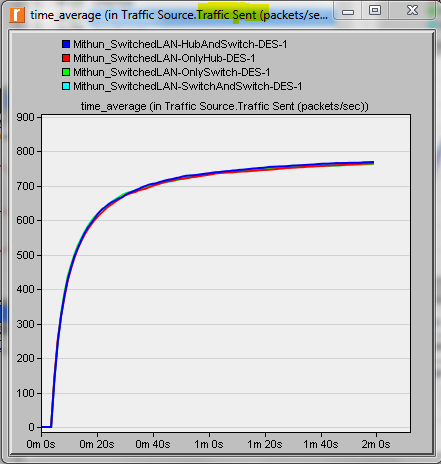 time_average (in Traffic Source.Traffic Sent (packets/se...
Mithun_SwitchedLAN-HubAndSwitch-DES-1
Mithun_SwitchedLAN-OnlyHub-DES-1
Mithun_SwitchedLAN-OnlySwitch-DES-1
Mithun_SwitchedLAN-SwitchAndSwitch-DES-1
time_average (in Traffic Source.Traffic Sent (packets/sec))
900
800
700
600
500
400
300
200
100
0
0m 0s 0m 20s 0m 40s 1m 0s 1m 20s 1m 40s 2m 0s